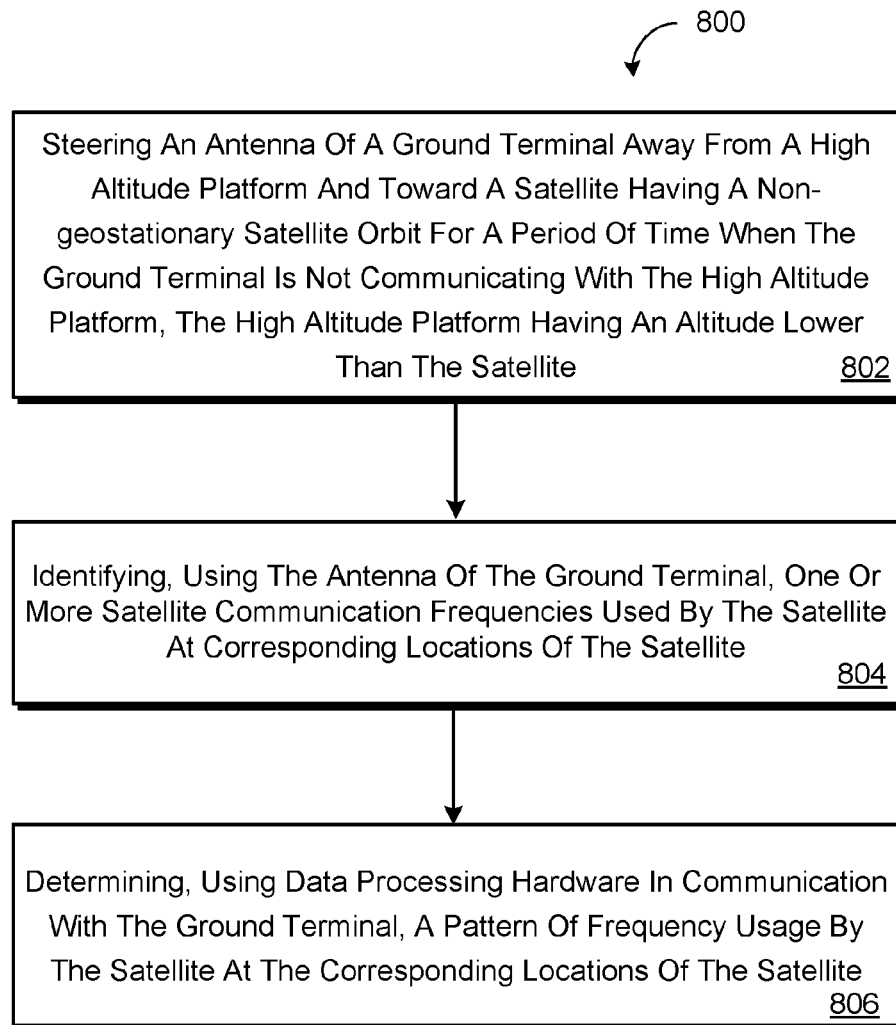 800
Steering An Antenna Of A Ground Terminal Away From A High
Altitude Platform And Toward A Satellite Having A Non-
geostationary Satellite Orbit For A Period Of Time When The
Ground Terminal Is Not Communicating With The High Altitude
Platform, The High Altitude Platform Having An Altitude Lower
Than The Satellite
802
Identifying, Using The Antenna Of The Ground Terminal, One Or
More Satellite Communication Frequencies Used By The Satellite
At Corresponding Locations Of The Satellite
804
Determining, Using Data Processing Hardware In Communication
With The Ground Terminal, A Pattern Of Frequency Usage By
The Satellite At The Corresponding Locations Of The Satellite
806